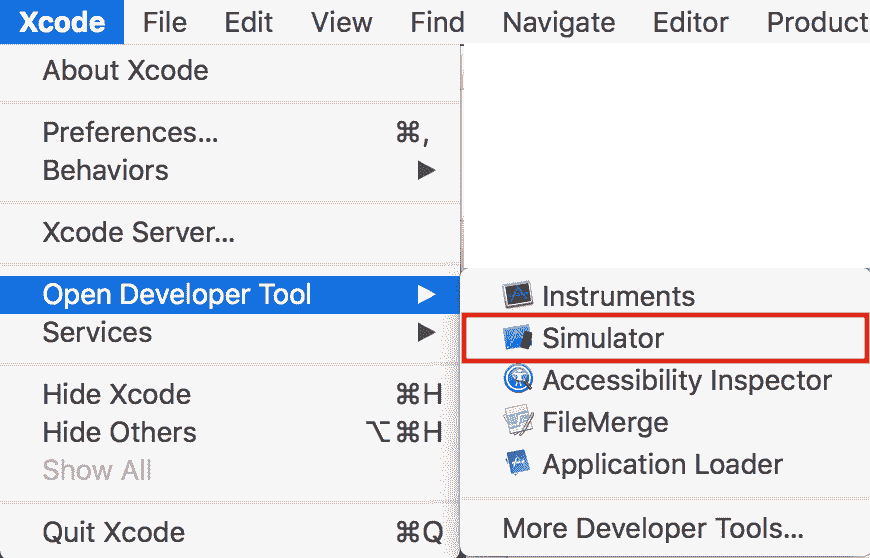 Xcode File Edit View Find Navigate Editor Product
About Xcode
Preferences... ⌘,
Behaviors ▶
Xcode Server...
Open Developer Tool ▶
Services ▶
Hide Xcode ⌘H
Hide Others ⌥⌘H
Show All
Quit Xcode ⌘Q
Instruments
Simulator
Accessibility Inspector
FileMerge
Application Loader
More Developer Tools...